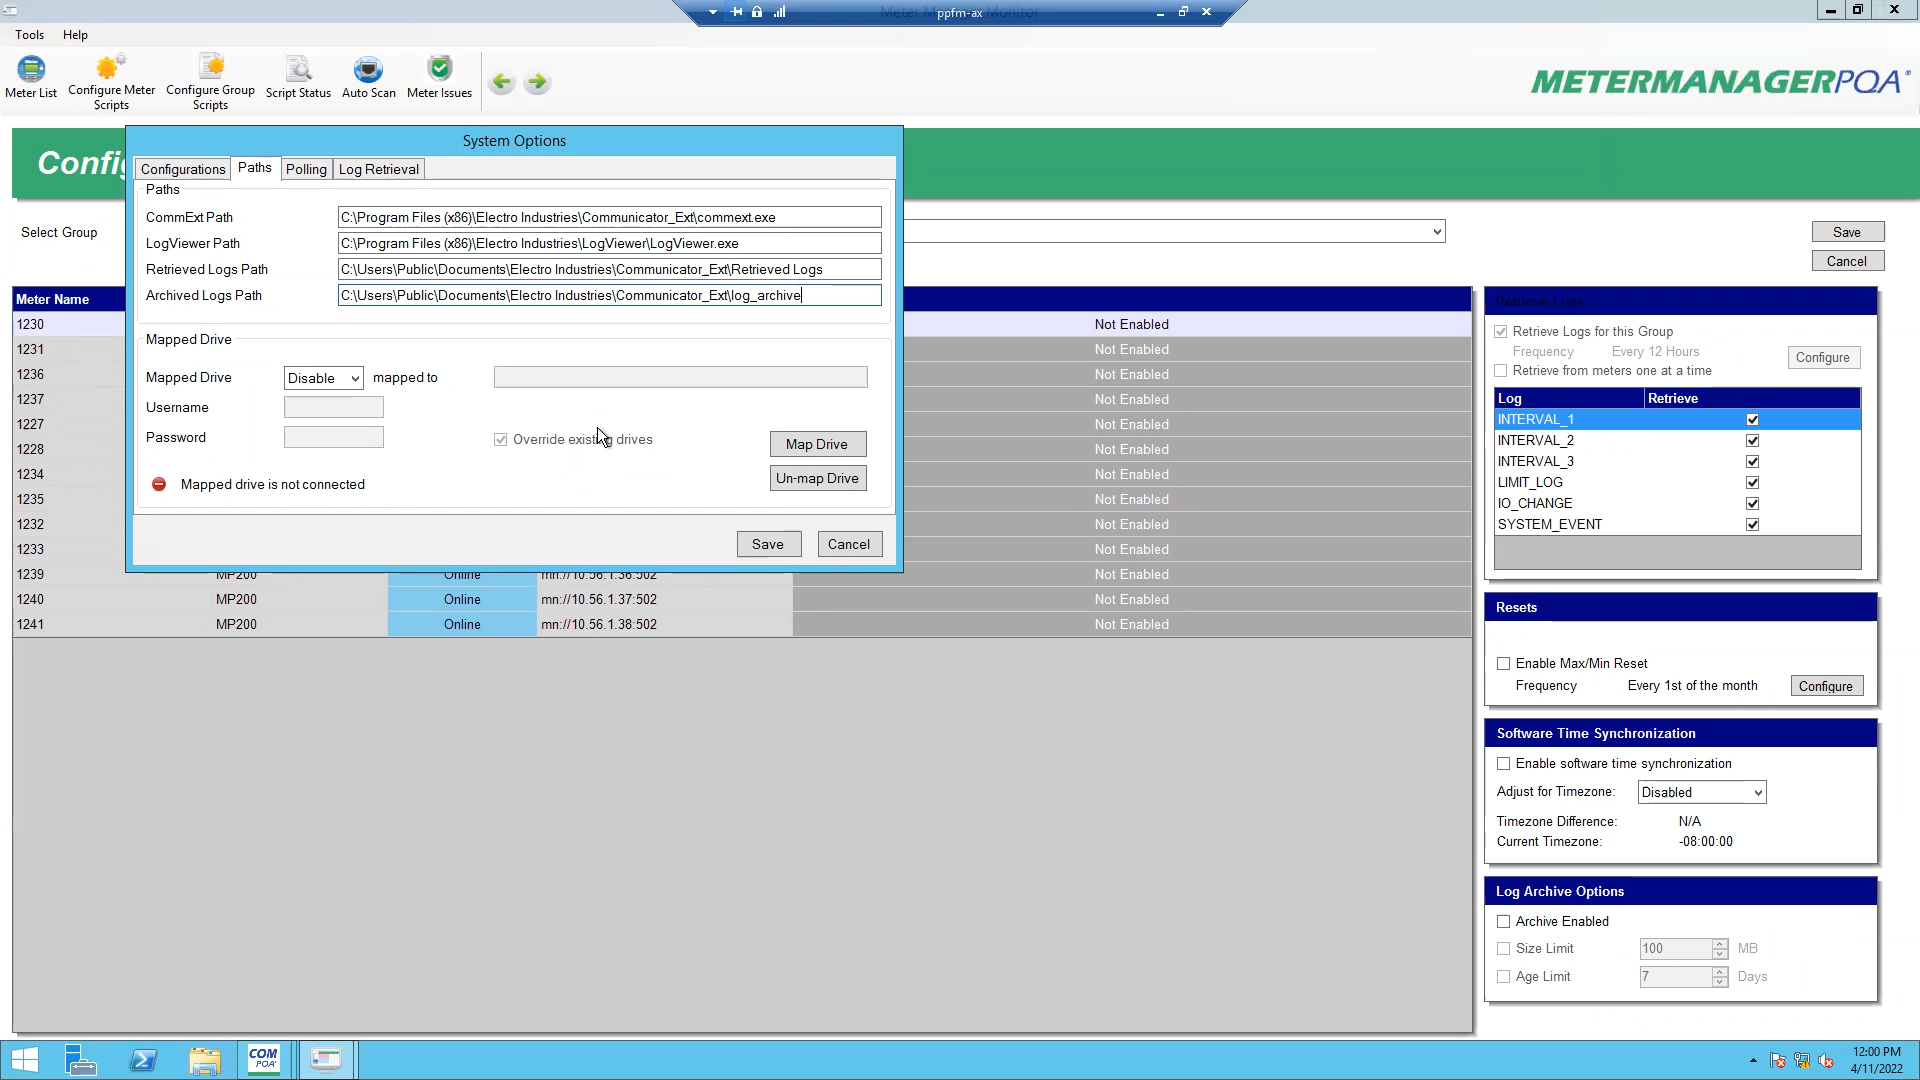 ppfm-ax
Tools Help
Meter List
Configure Meter Scripts
Configure Group Scripts
Script Status
Auto Scan
Meter Issues
METERMANAGERPQA
System Options
Configurations Paths Polling Log Retrieval
Paths
CommExt Path C:\Program Files (x86)\Electro Industries\Communicator_Ext\commext.exe
LogViewer Path C:\Program Files (x86)\Electro Industries\LogViewer\LogViewer.exe
Retrieved Logs Path C:\Users\Public\Documents\Electro Industries\Communicator_Ext\Retrieved Logs
Archived Logs Path C:\Users\Public\Documents\Electro Industries\Communicator_Ext\log_archive
Mapped Drive
Mapped Drive Disable mapped to
Username
Password
Override existing drives
Map Drive
Un-map Drive
Mapped drive is not connected
Save Cancel
Select Group
Save
Cancel
Meter Name
1230 Not Enabled
1231 Not Enabled
1236 Not Enabled
1237 Not Enabled
1227 Not Enabled
1228 Not Enabled
1234 Not Enabled
1235 Not Enabled
1232 Not Enabled
1233 Not Enabled
1239 MP200 Online mn://10.56.1.36:502 Not Enabled
1240 MP200 Online mn://10.56.1.37:502 Not Enabled
1241 MP200 Online mn://10.56.1.38:502 Not Enabled
Retrieve Logs
Retrieve Logs for this Group
Frequency Every 12 Hours
Configure
Retrieve from meters one at a time
Log Retrieve
INTERVAL_1
INTERVAL_2
INTERVAL_3
LIMIT_LOG
IO_CHANGE
SYSTEM_EVENT
Resets
Enable Max/Min Reset
Frequency Every 1st of the month
Configure
Software Time Synchronization
Enable software time synchronization
Adjust for Timezone: Disabled
Timezone Difference: N/A
Current Timezone: -08:00:00
Log Archive Options
Archive Enabled
Size Limit 100 MB
Age Limit 7 Days
COM
PQA
12:00 PM
4/11/2022